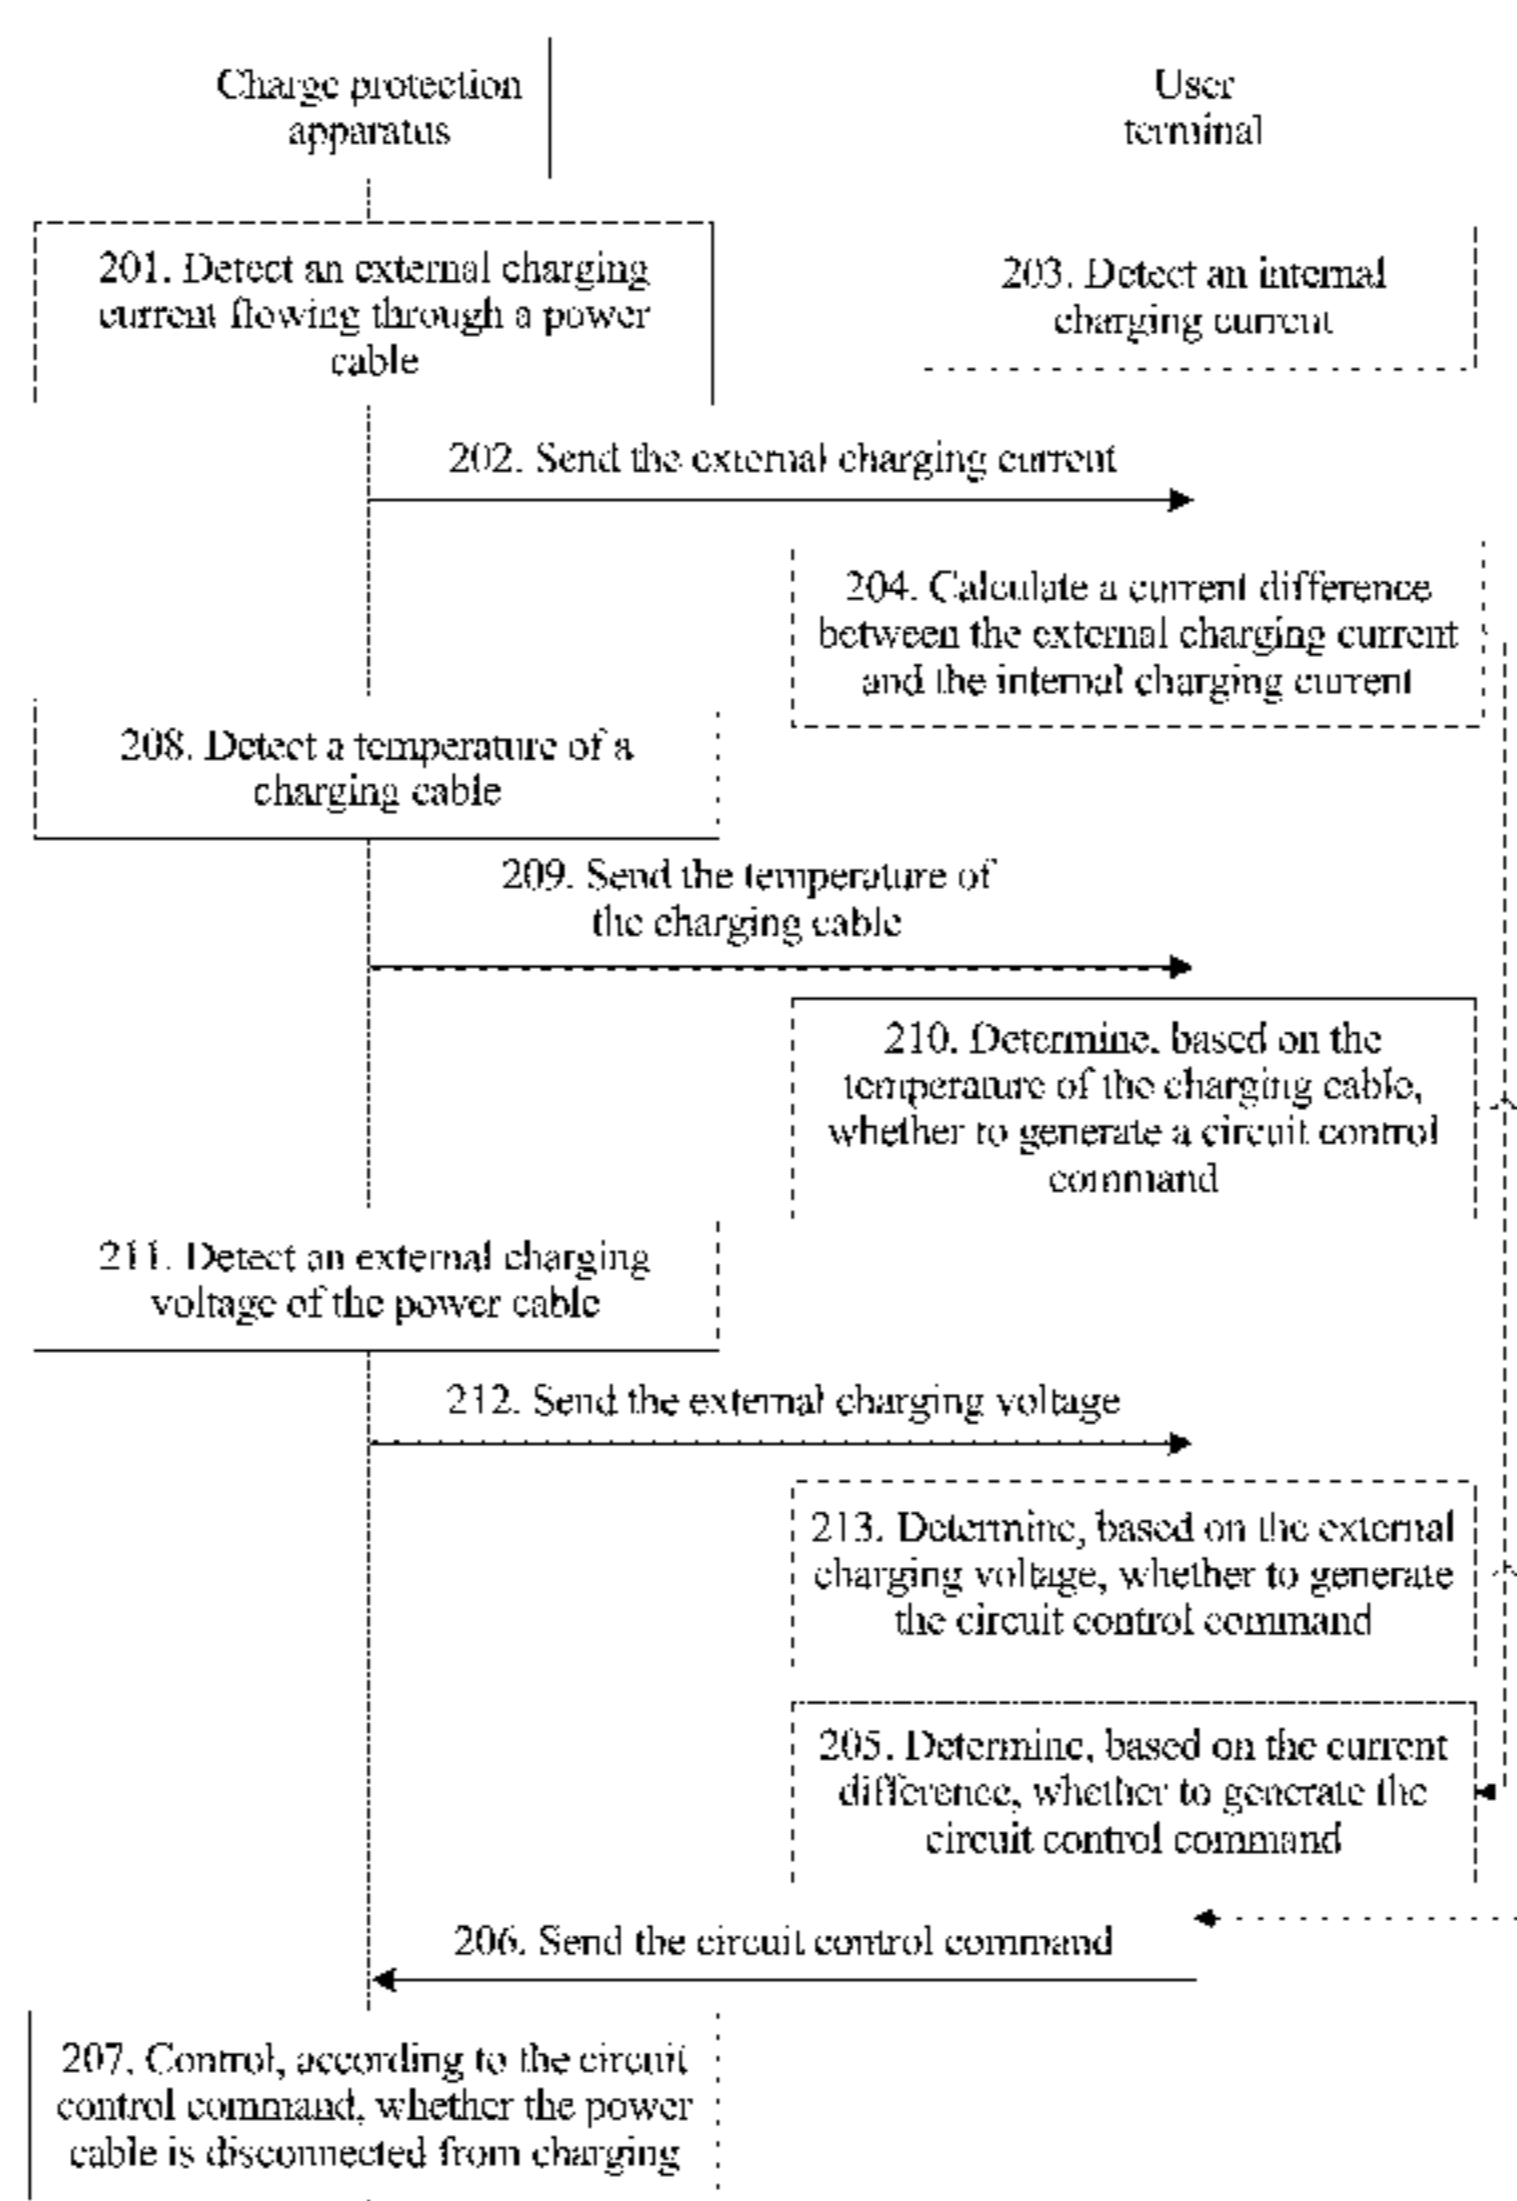 Charge protection
apparatus
User
terminal
201. Detect an external charging
current flowing through a power
cable
203. Detect an internal
charging current
202. Send the external charging current
204. Calculate a current difference
between the external charging current
and the internal charging current
208. Detect a temperature of a
charging cable
209. Send the temperature of
the charging cable
210. Determine, based on the
temperature of the charging cable,
whether to generate a circuit control
command
211. Detect an external charging
voltage of the power cable
212. Send the external charging voltage
213. Determine, based on the external
charging voltage, whether to generate
the circuit control command
205. Determine, based on the current
difference, whether to generate the
circuit control command
206. Send the circuit control command
207. Control, according to the circuit
control command, whether the power
cable is disconnected from charging